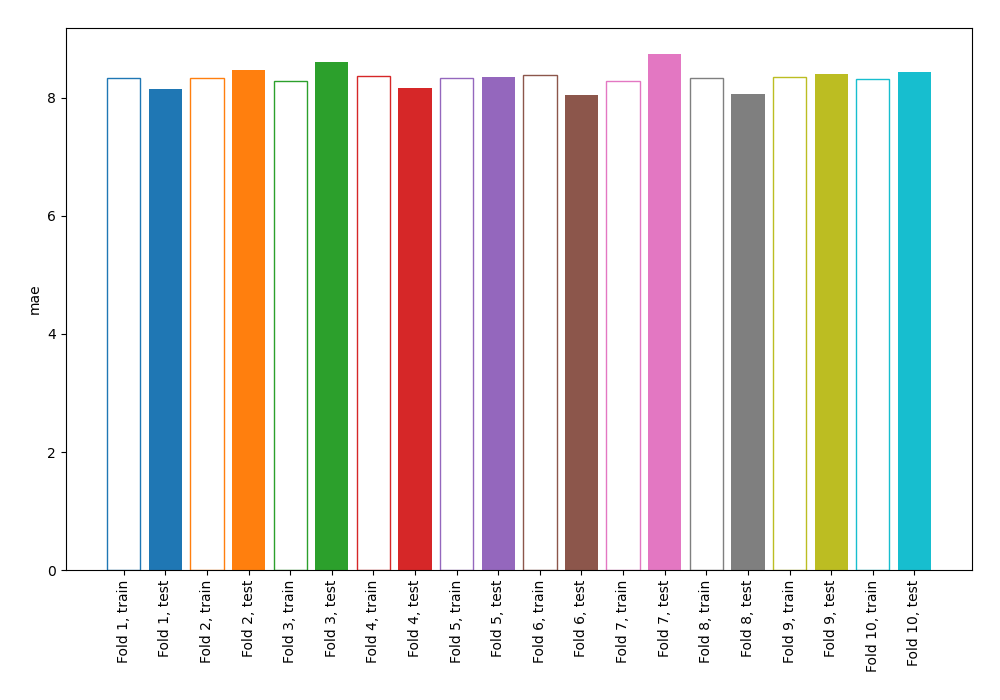 mae
8
6
4
2
0
Fold 1, train
Fold 1, test
Fold 2, train
Fold 2, test
Fold 3, train
Fold 3, test
Fold 4, train
Fold 4, test
Fold 5, train
Fold 5, test
Fold 6, train
Fold 6, test
Fold 7, train
Fold 7, test
Fold 8, train
Fold 8, test
Fold 9, train
Fold 9, test
Fold 10, train
Fold 10, test